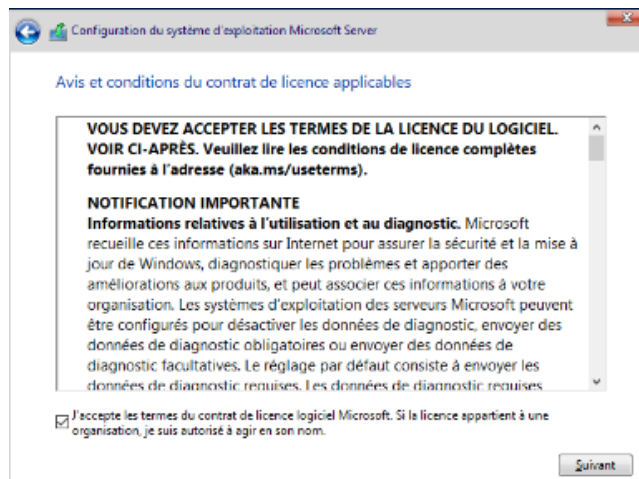 Configuration du système d'exploitation Microsoft Server
Avis et conditions du contrat de licence applicables
VOUS DEVEZ ACCEPTER LES TERMES DE LA LICENCE DU LOGICIEL.
VOIR CI-APRÈS. Veuillez lire les conditions de licence complètes
fournies à l'adresse (aka.ms/useterms).
NOTIFICATION IMPORTANTE
Informations relatives à l'utilisation et au diagnostic. Microsoft
recueille ces informations sur Internet pour assurer la sécurité et la mise à
jour de Windows, diagnostiquer les problèmes et apporter des
améliorations aux produits, et peut associer ces informations à votre
organisation. Les systèmes d'exploitation des serveurs Microsoft peuvent
être configurés pour désactiver les données de diagnostic, envoyer des
données de diagnostic obligatoires ou envoyer des données de
diagnostic facultatives. Le réglage par défaut consiste à envoyer les
données de diagnostic requises. Les données de diagnostic requises
J'accepte les termes du contrat de licence logiciel Microsoft. Si la licence appartient à une
organisation, je suis autorisé à agir en son nom.
Suivant